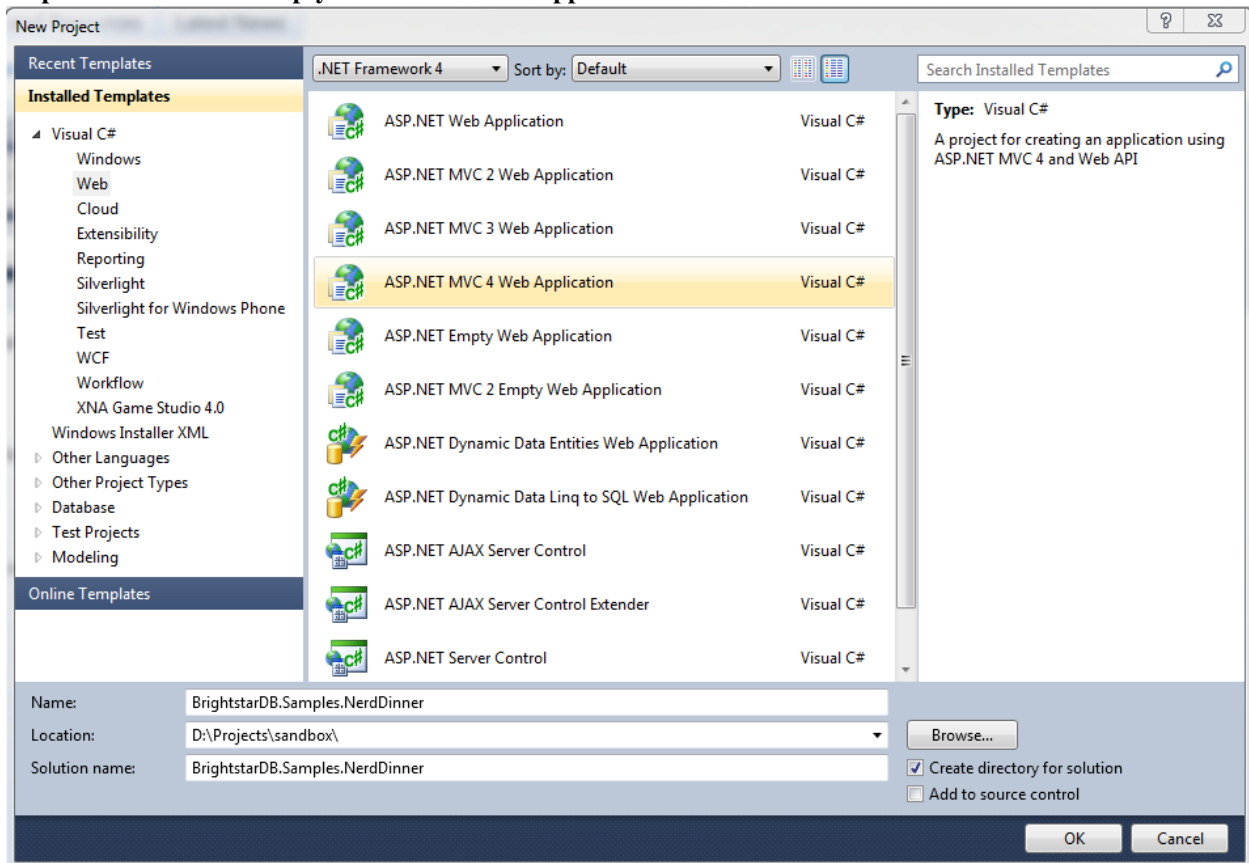 New Project
Recent Templates
Installed Templates
Visual C#
Windows
Web
Cloud
Extensibility
Reporting
Silverlight
Silverlight for Windows Phone
Test
WCF
Workflow
XNA Game Studio 4.0
Windows Installer XML
Other Languages
Other Project Types
Database
Test Projects
Modeling
Online Templates
.NET Framework 4 Sort by: Default
ASP.NET Web Application Visual C#
ASP.NET MVC 2 Web Application Visual C#
ASP.NET MVC 3 Web Application Visual C#
ASP.NET MVC 4 Web Application Visual C#
ASP.NET Empty Web Application Visual C#
ASP.NET MVC 2 Empty Web Application Visual C#
ASP.NET Dynamic Data Entities Web Application Visual C#
ASP.NET Dynamic Data Linq to SQL Web Application Visual C#
ASP.NET AJAX Server Control Visual C#
ASP.NET AJAX Server Control Extender Visual C#
ASP.NET Server Control Visual C#
Search Installed Templates
Type: Visual C#
A project for creating an application using
ASP.NET MVC 4 and Web API
Name: BrightstarDB.Samples.NerdDinner
Location: D:\Projects\sandbox\ Browse...
Solution name: BrightstarDB.Samples.NerdDinner
Create directory for solution
Add to source control
OK Cancel